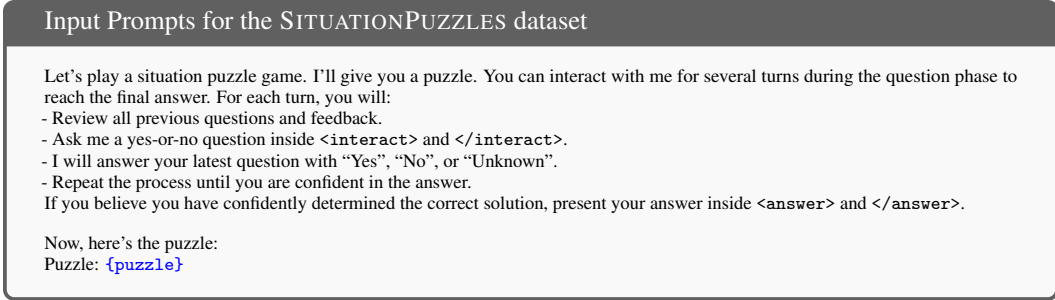 Input Prompts for the SITUATIONPUZZLES dataset
Let's play a situation puzzle game. I'll give you a puzzle. You can interact with me for several turns during the question phase to
reach the final answer. For each turn, you will:
- Review all previous questions and feedback.
- Ask me a yes-or-no question inside <interact> and </interact>.
- I will answer your latest question with “Yes”, “No”, or “Unknown”.
- Repeat the process until you are confident in the answer.
If you believe you have confidently determined the correct solution, present your answer inside <answer> and </answer>.
Now, here's the puzzle:
Puzzle: {puzzle}